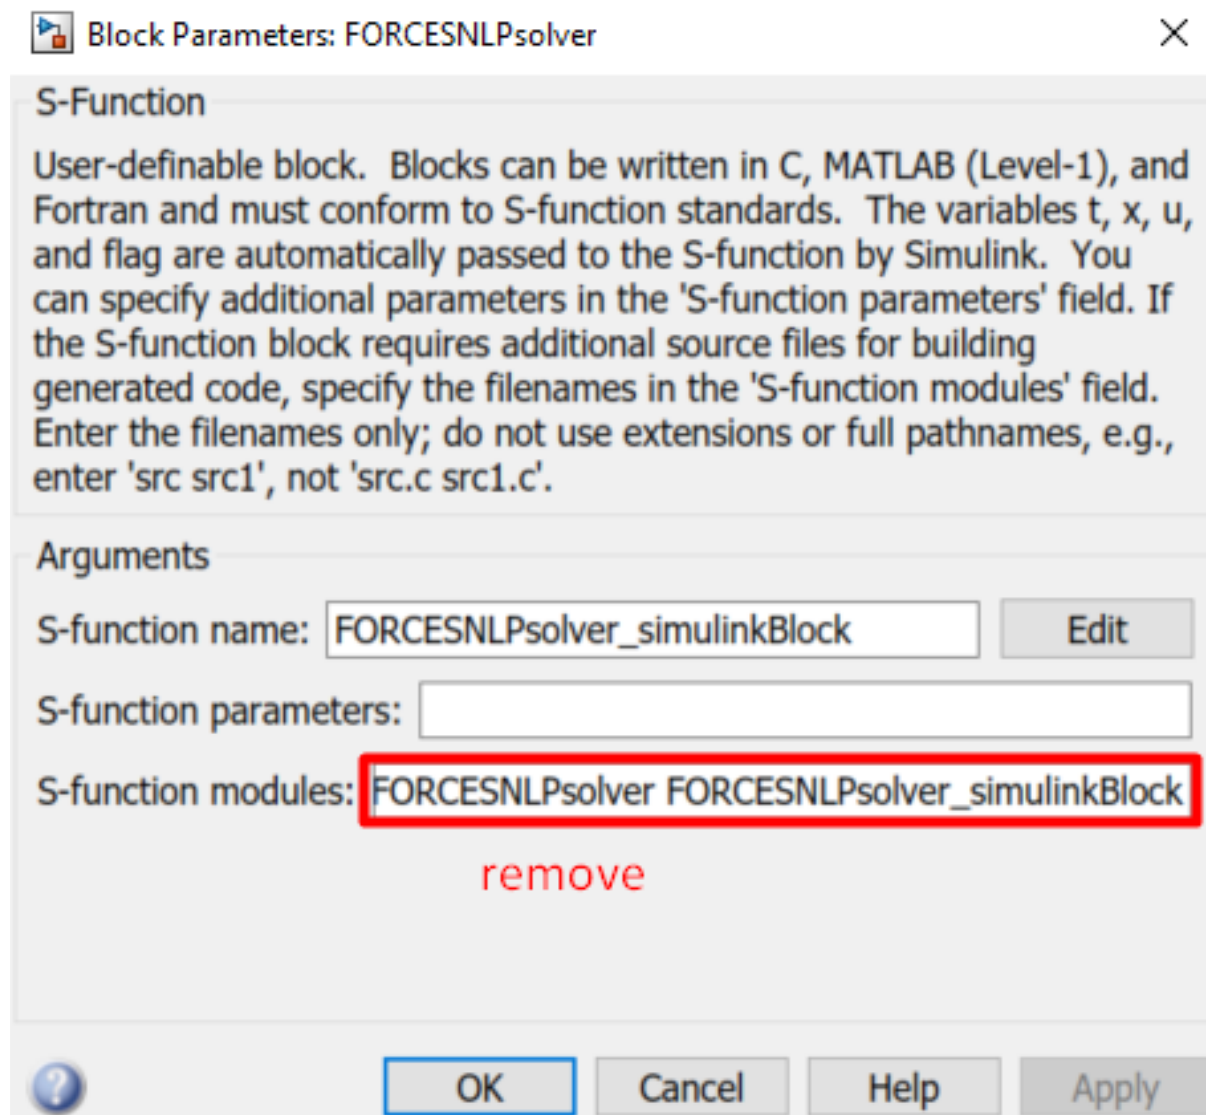 Block Parameters: FORCESNLPsolver
S-Function
User-definable block.  Blocks can be written in C, MATLAB (Level-1), and
Fortran and must conform to S-function standards.  The variables t, x, u,
and flag are automatically passed to the S-function by Simulink.  You
can specify additional parameters in the 'S-function parameters' field. If
the S-function block requires additional source files for building
generated code, specify the filenames in the 'S-function modules' field.
Enter the filenames only; do not use extensions or full pathnames, e.g.,
enter 'src src1', not 'src.c src1.c'.
Arguments
S-function name: FORCESNLPsolver_simulinkBlock Edit
S-function parameters:
S-function modules: FORCESNLPsolver FORCESNLPsolver_simulinkBlock
remove
? OK Cancel Help Apply